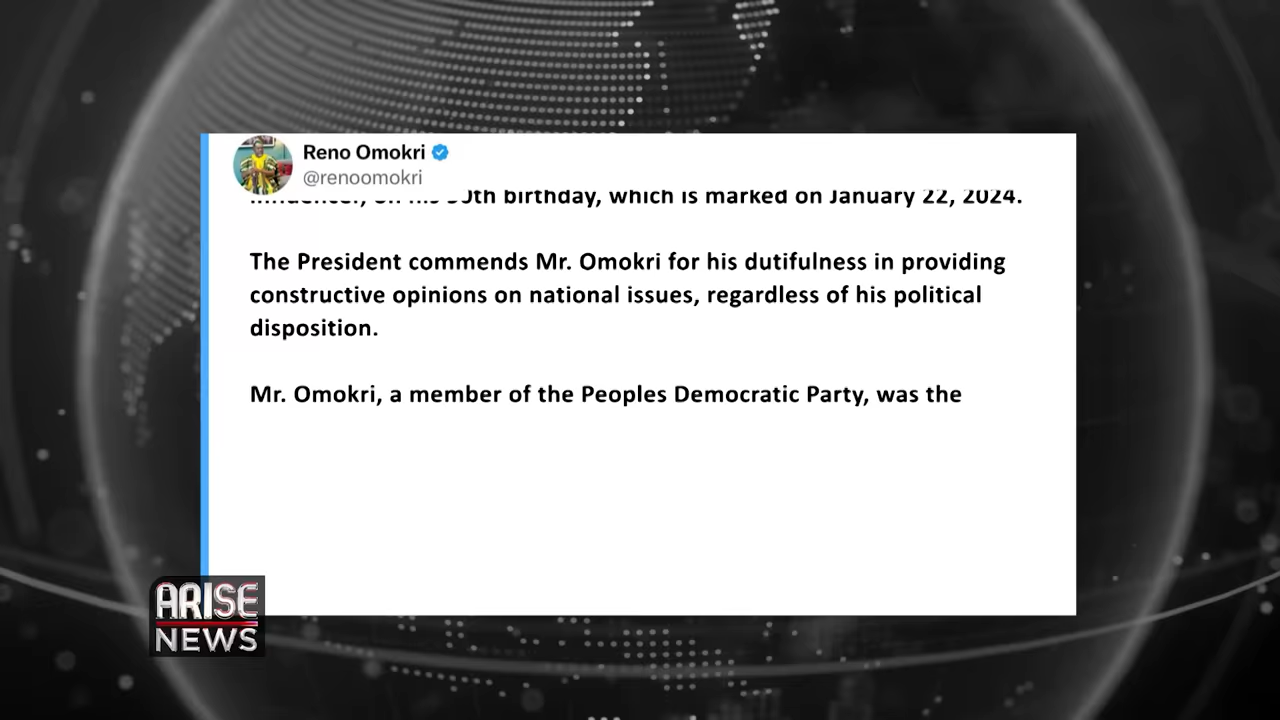 Reno Omokri
@renoomokri
birthday, which is marked on January 22, 2024.
The President commends Mr. Omokri for his dutifulness in providing
constructive opinions on national issues, regardless of his political
disposition.
Mr. Omokri, a member of the Peoples Democratic Party, was the
ARISE
NEWS